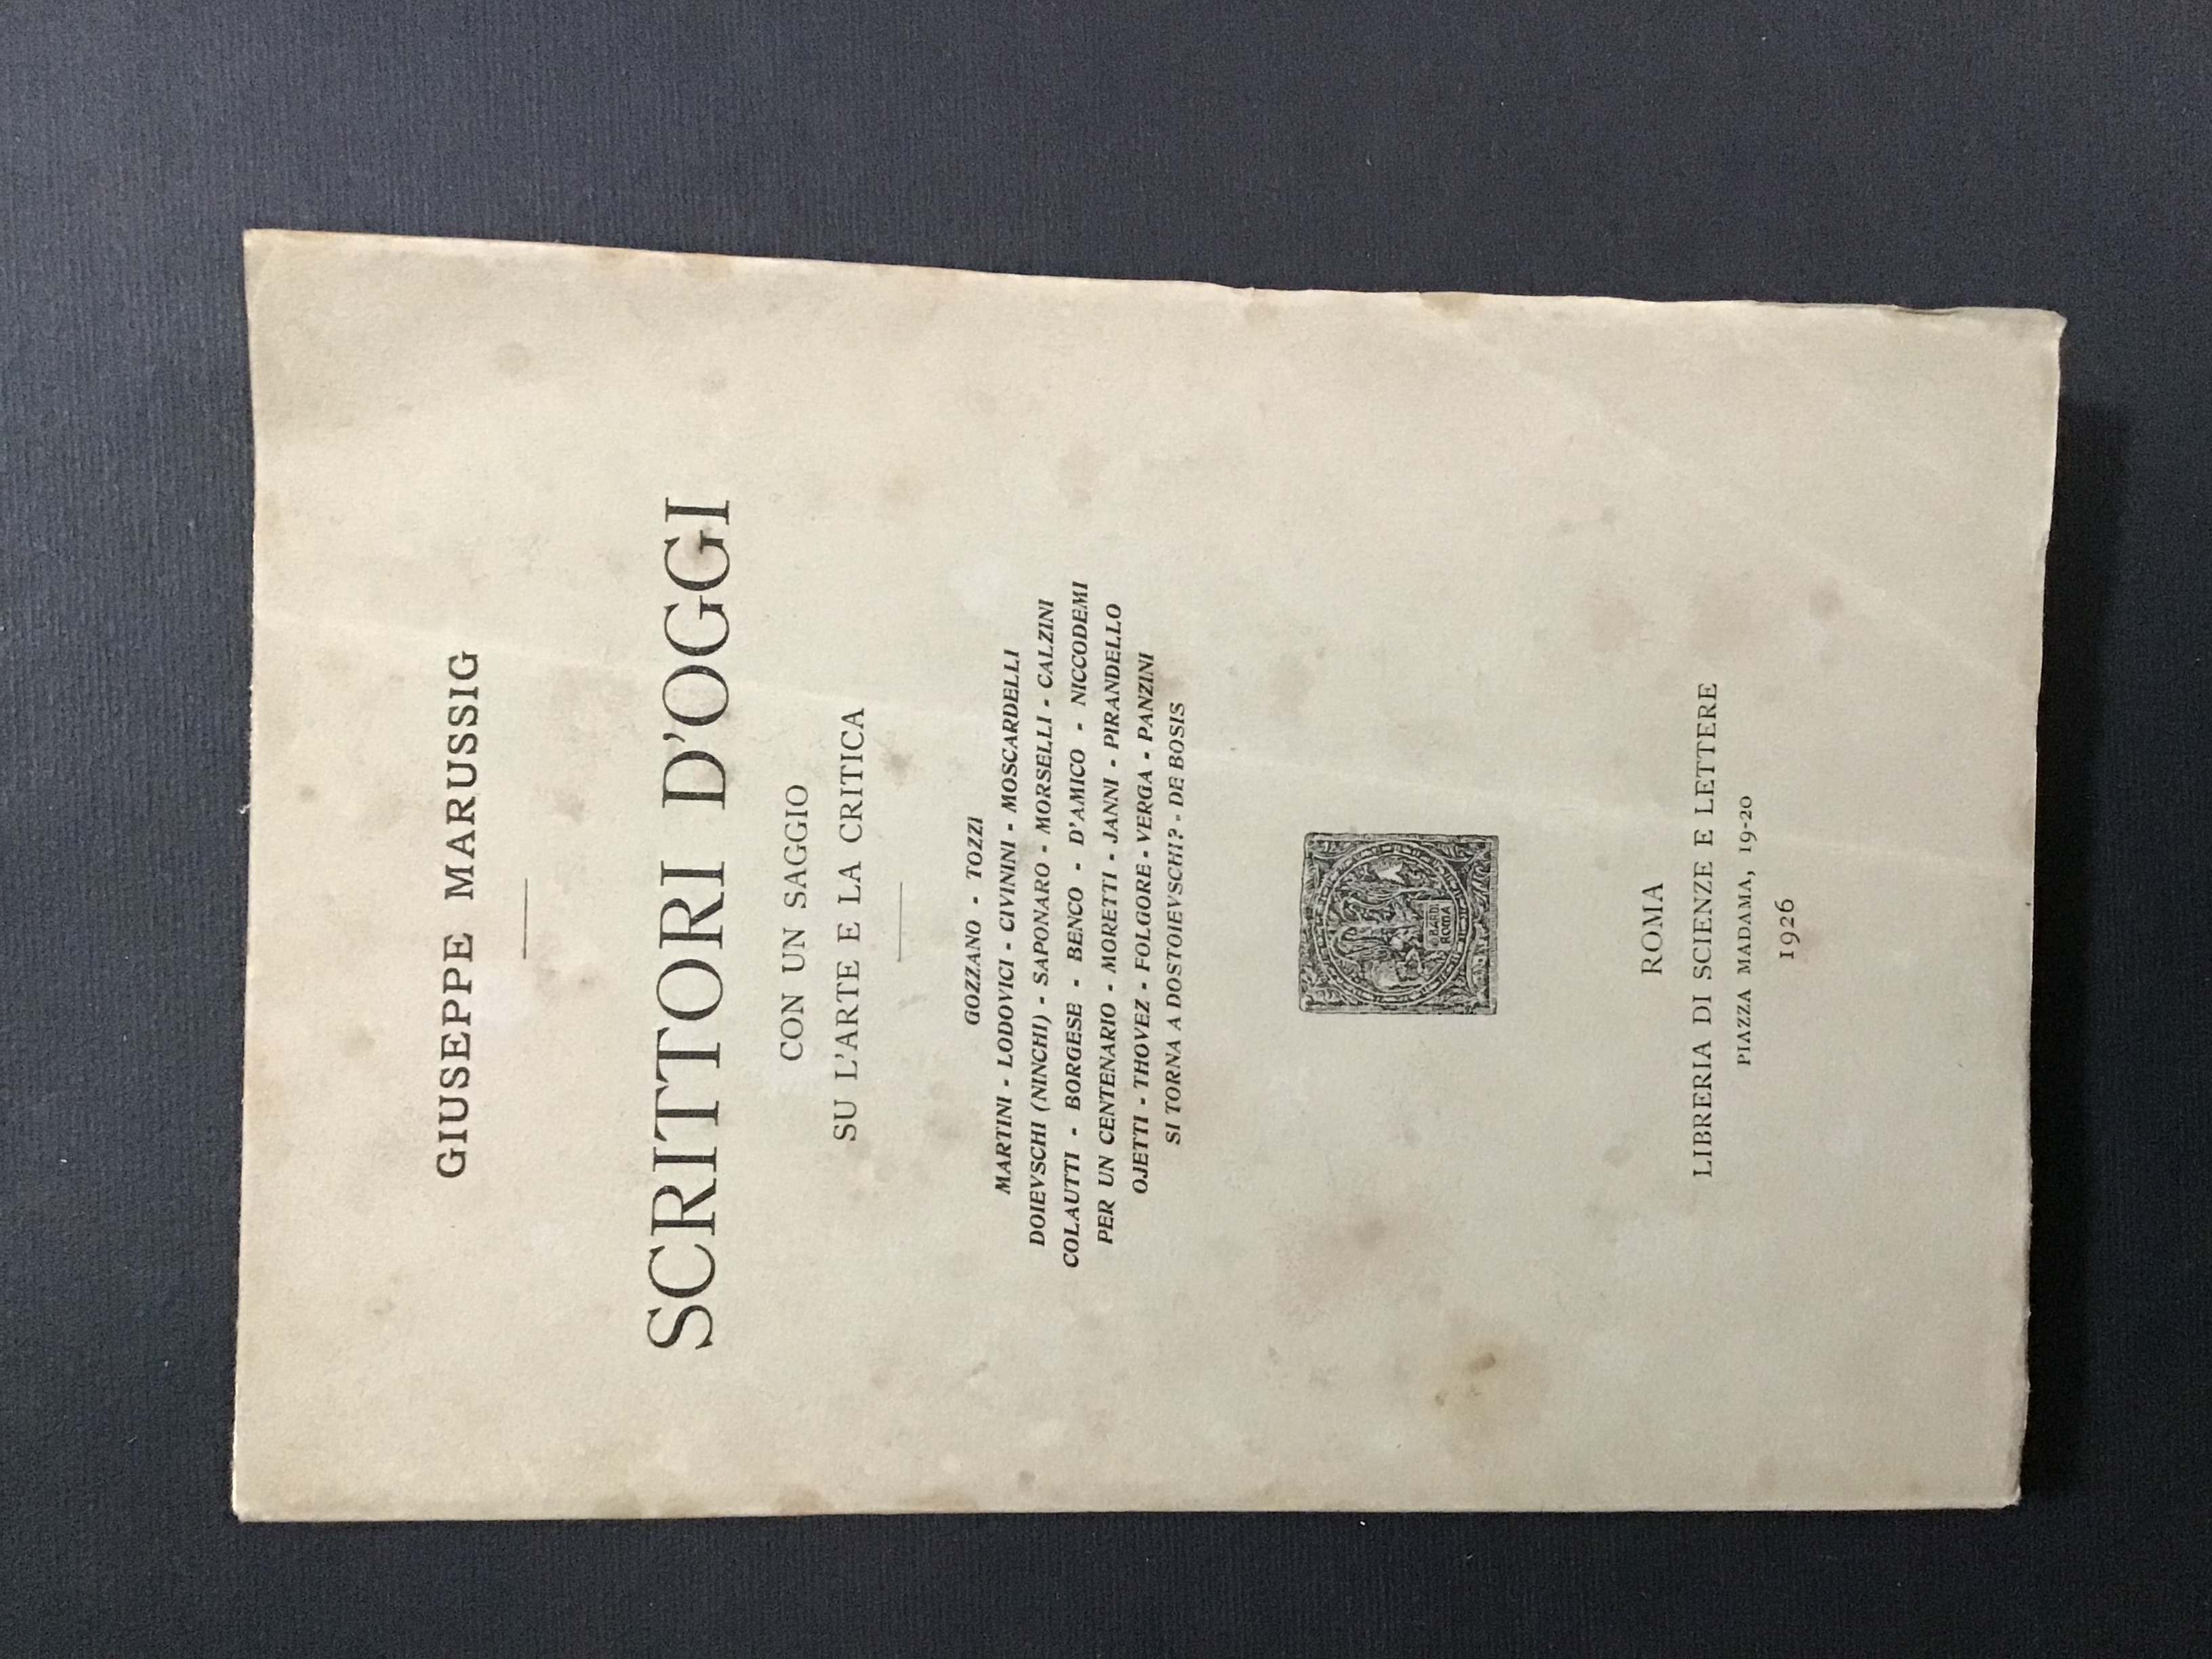 GIUSEPPE MARUSSIG
SCRITTORI D'OGGI
CON UN SAGGIO
SU L'ARTE E LA CRITICA
GOZZANO - TOZZI
MARTINI - LODOVICI - CIVININI - MOSCARDELLI
DOIEVSCHI (NINCHI) - SAPONARO - MORSELLI - CALZINI
COLAUTTI - BORGESE - BENCO - D'AMICO - NICCODEMI
PER UN CENTENARIO - MORETTI - JANNI - PIRANDELLO
OJETTI - THOVEZ - FOLGORE - VERGA - PANZINI
SI TORNA A DOSTOIEVSCHI? - DE BOSIS
BARDI
ROMA
ROMA
LIBRERIA DI SCIENZE E LETTERE
PIAZZA MADAMA, 19-20
1926